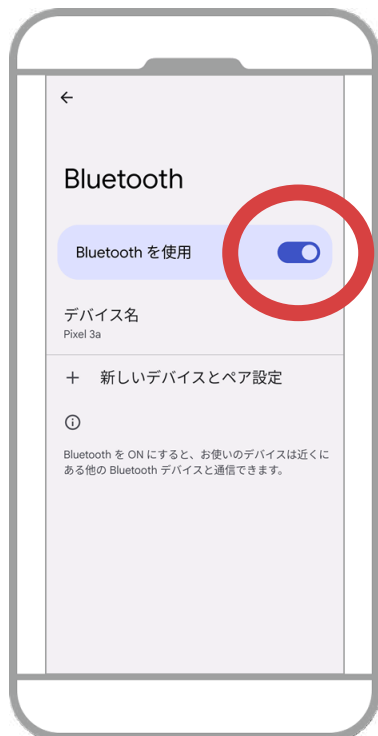 Bluetooth
Bluetooth を使用
デバイス名
Pixel 3a
新しいデバイスとペア設定
Bluetooth を ON にすると、お使いのデバイスは近くに
ある他の Bluetooth デバイスと通信できます。